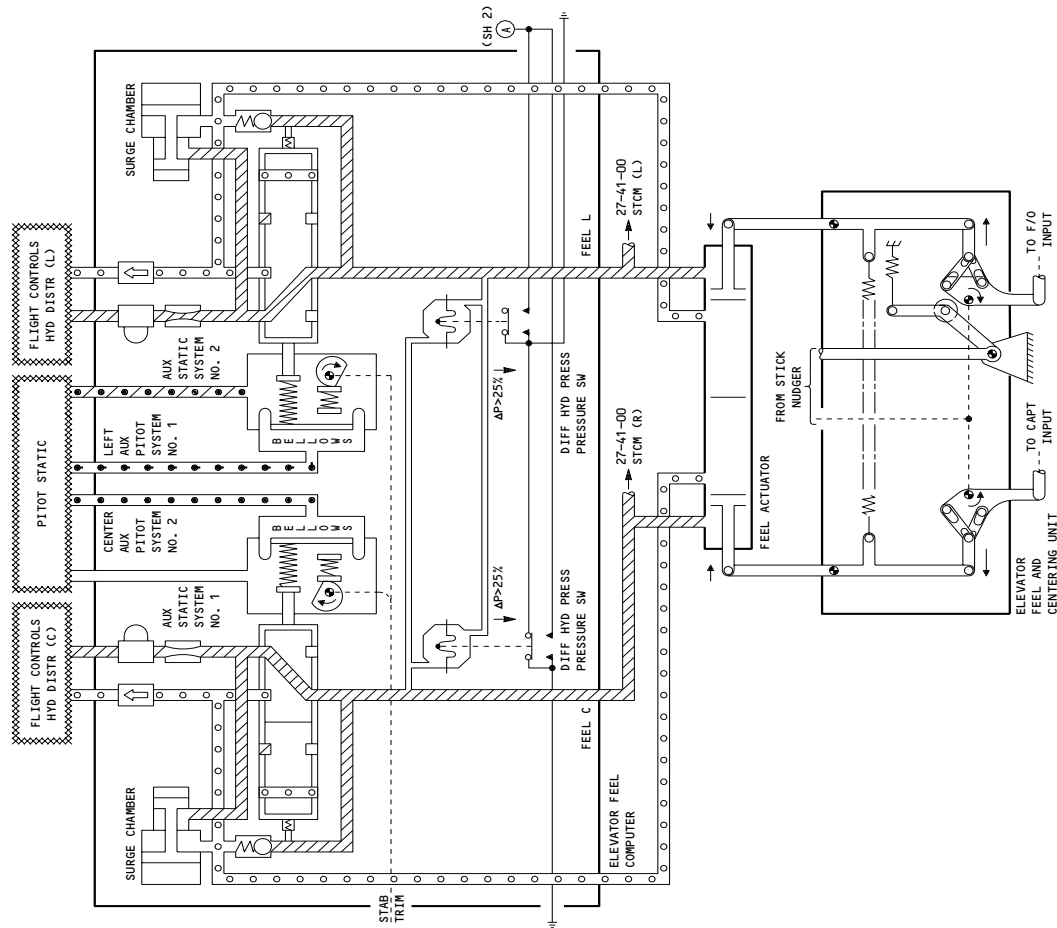 (SH 2)
A
SURGE CHAMBER
FLIGHT CONTROLS
HYD DISTR (L)
AUX
STATIC
SYSTEM
NO. 2
PITOT STATIC
LEFT
AUX
PITOT
SYSTEM
NO. 1
BELLOWS
CENTER
AUX
PITOT
SYSTEM
NO. 2
BELLOWS
AUX
STATIC
SYSTEM
NO. 1
FLIGHT CONTROLS
HYD DISTR (C)
SURGE CHAMBER
STAB
TRIM
ΔP>25%
DIFF HYD PRESS
PRESSURE SW
ΔP>25%
DIFF HYD PRESS
PRESSURE SW
FEEL L
FEEL C
27-41-00
STCM (L)
27-41-00
STCM (R)
ELEVATOR FEEL
COMPUTER
FEEL ACTUATOR
FROM STICK
NUDGER
TO F/O
INPUT
TO CAPT
INPUT
ELEVATOR
FEEL AND
CENTERING UNIT